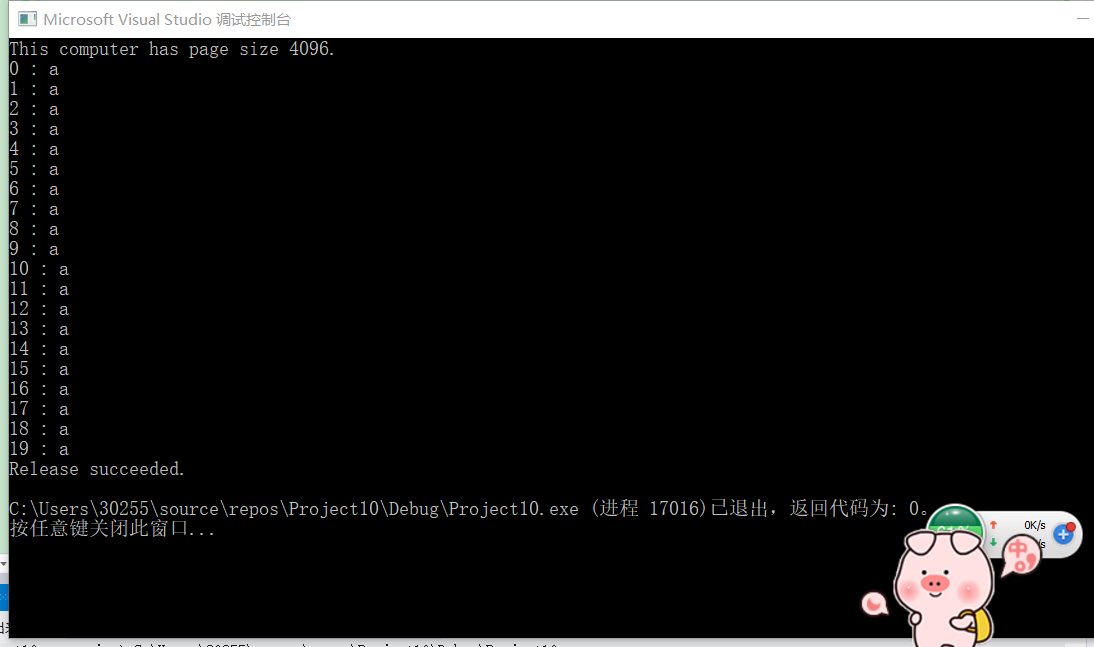 Microsoft Visual Studio 调试控制台
This computer has page size 4096.
0 : a
1 : a
2 : a
3 : a
4 : a
5 : a
6 : a
7 : a
8 : a
9 : a
10 : a
11 : a
12 : a
13 : a
14 : a
15 : a
16 : a
17 : a
18 : a
19 : a
Release succeeded.
C:\Users\30255\source\repos\Project10\Debug\Project10.exe (进程 17016)已退出，返回代码为: 0。
按任意键关闭此窗口...
0K/s
中